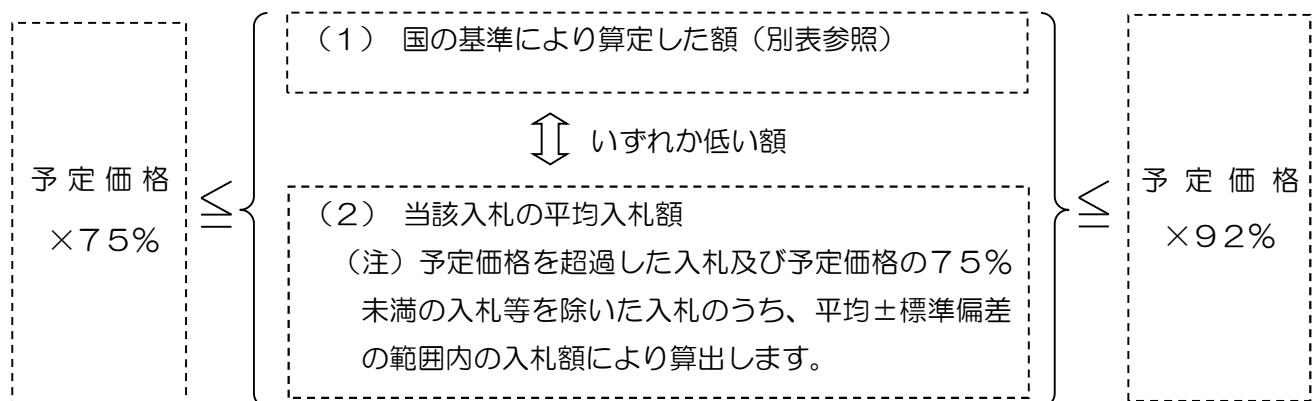 予定価格
×７５%
≦
（１）　国の基準により算定した額（別表参照）
いずれか低い額
（２）　当該入札の平均入札額
（注）予定価格を超過した入札及び予定価格の７５%
未満の入札等を除いた入札のうち、平均±標準偏差
の範囲内の入札額により算出します。
≦
予定価格
×９２%